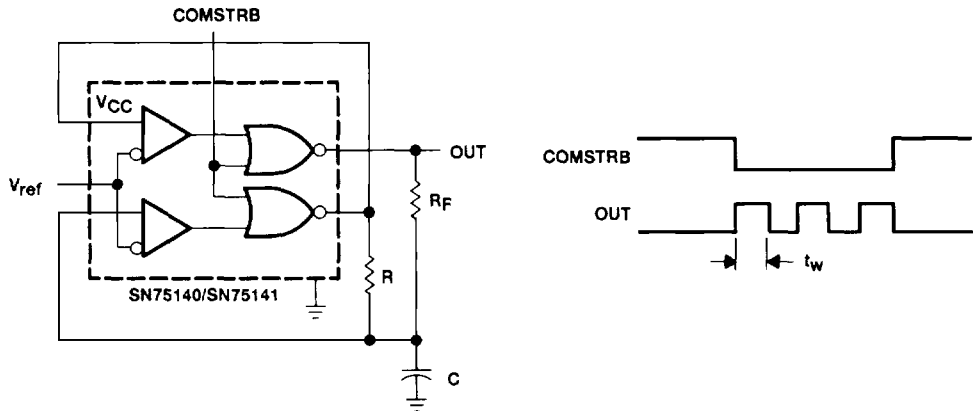 COMSTRB
VCC
Vref
OUT
RF
R
SN75140/SN75141
C
COMSTRB
OUT
tw